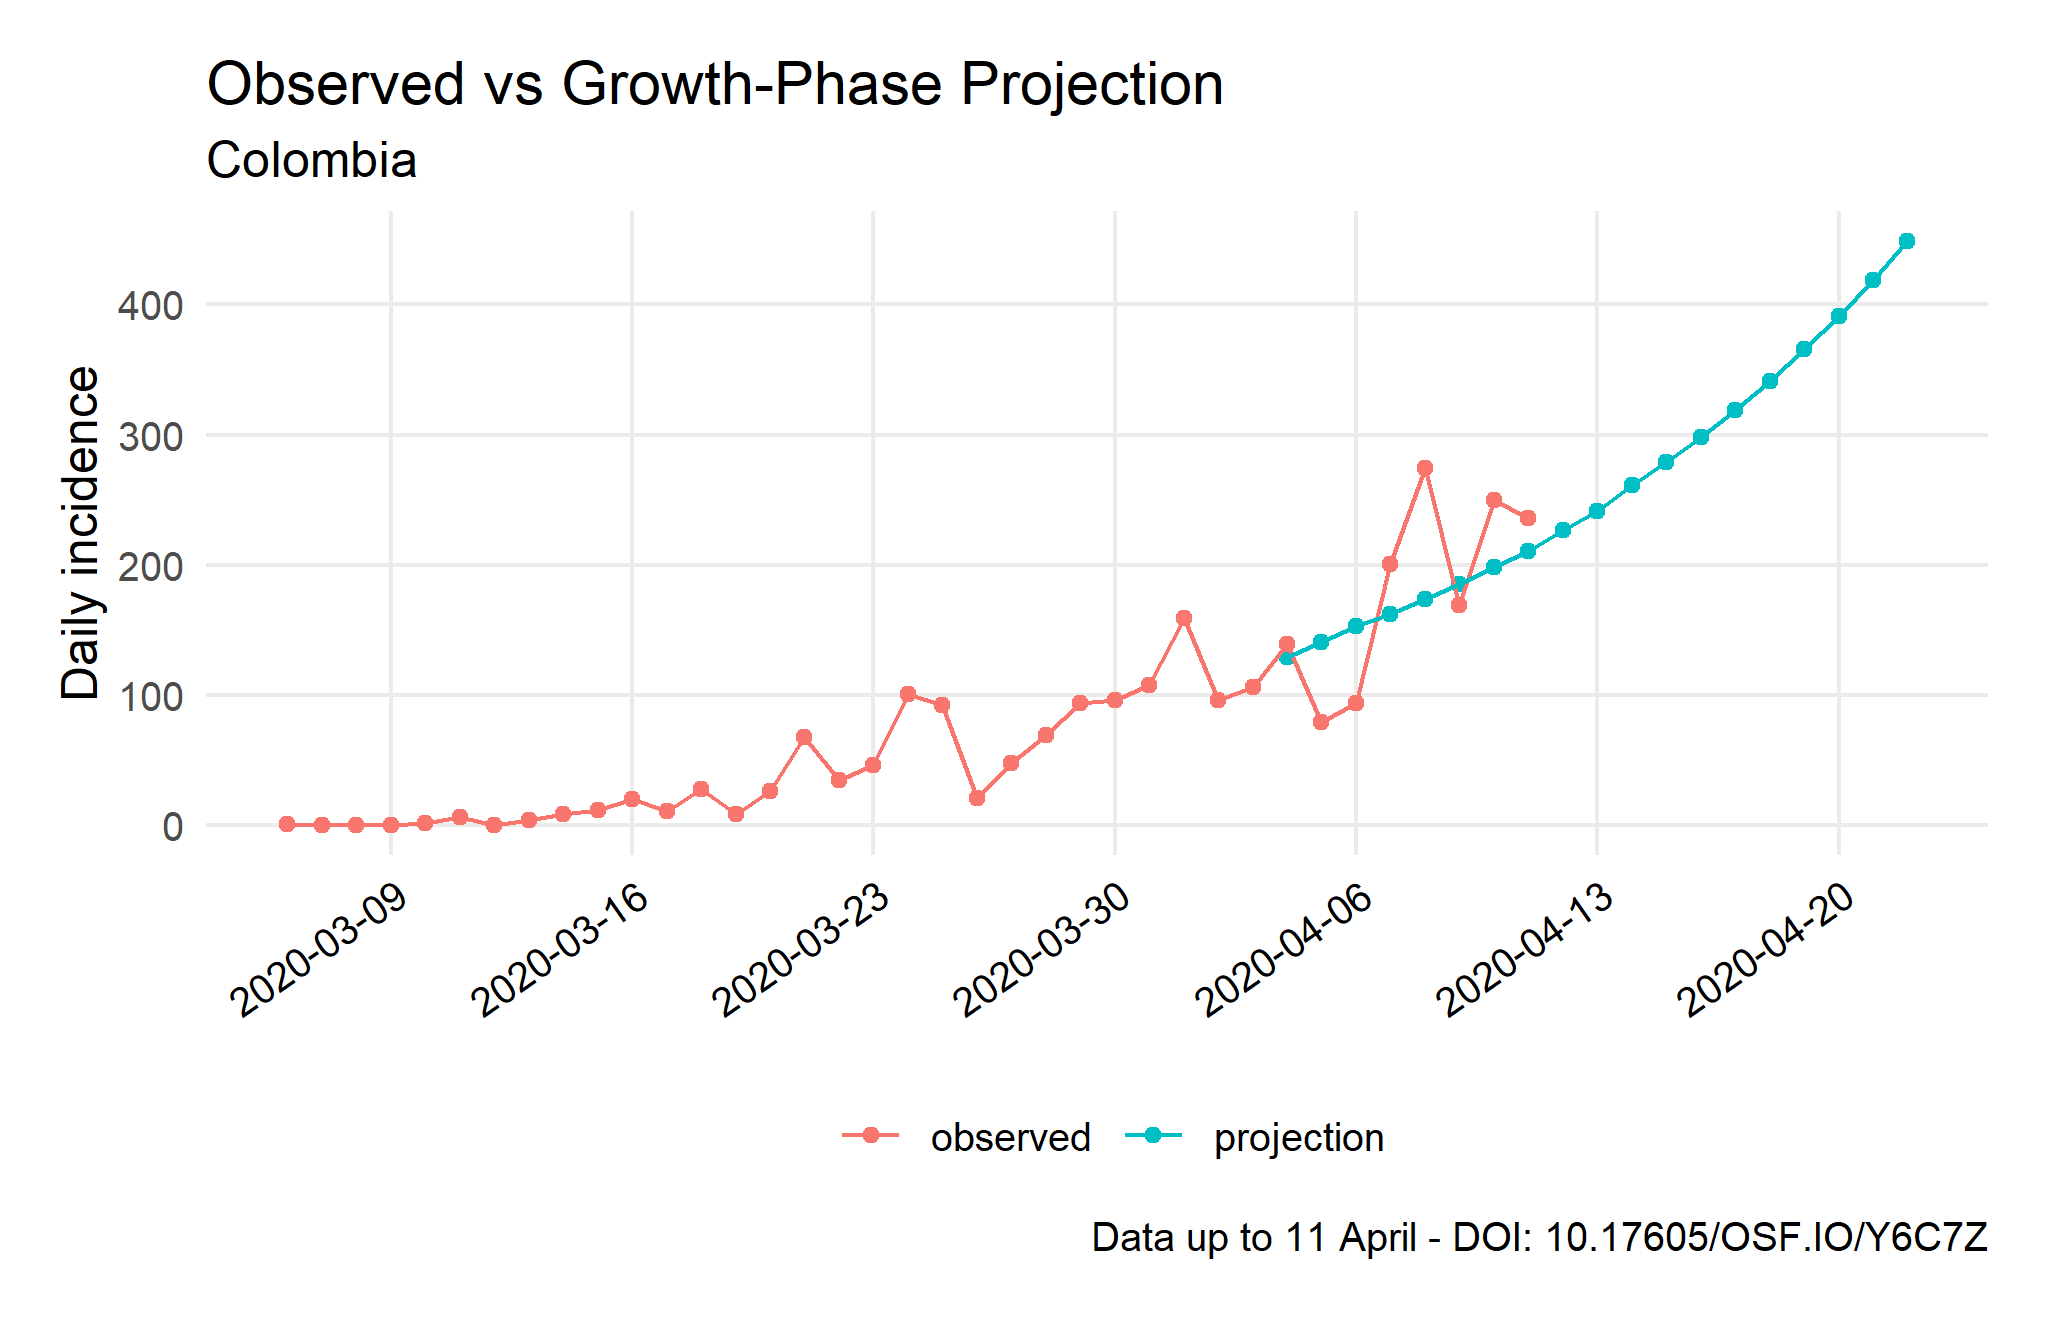 Observed vs Growth-Phase Projection
Colombia
Daily incidence
400
300
200
100
0
2020-03-09
2020-03-16
2020-03-23
2020-03-30
2020-04-06
2020-04-13
2020-04-20
observed
projection
Data up to 11 April - DOI: 10.17605/OSF.IO/Y6C7Z